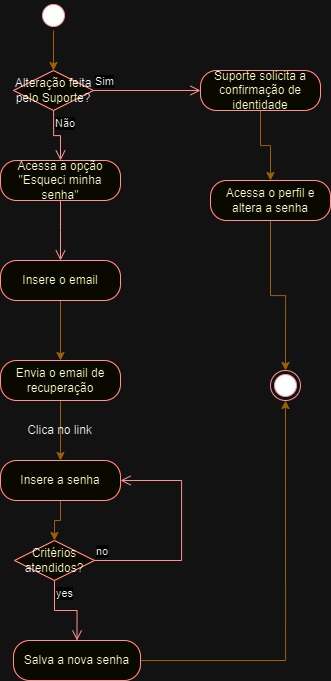 Alteração feita
pelo Suporte?
Sim
Suporte solicita a
confirmação de
identidade
Não
Acessa a opção
"Esqueci minha
senha"
Acessa o perfil e
altera a senha
Insere o email
Envia o email de
recuperação
Clica no link
Insere a senha
Critérios
atendidos?
no
yes
Salva a nova senha